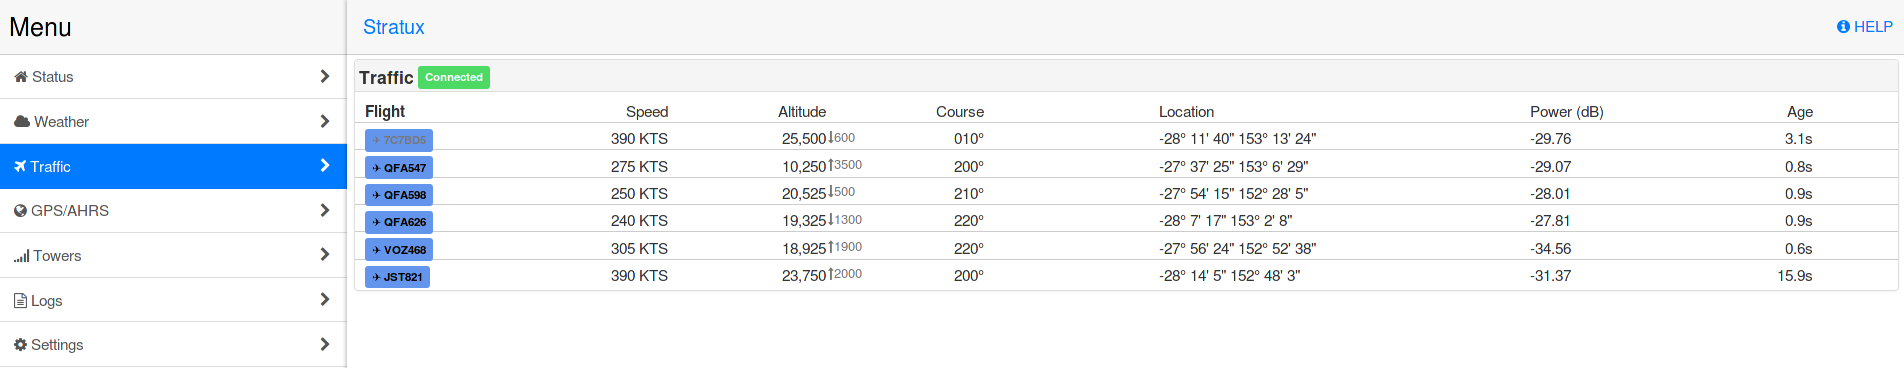 Menu
Stratux
HELP
Status
Weather
Traffic
GPS/AHRS
Towers
Logs
Settings
Traffic Connected
Flight Speed Altitude Course Location Power (dB) Age
7C7BD5 390 KTS 25,500↓600 010° -28° 11' 40" 153° 13' 24" -29.76 3.1s
QFA547 275 KTS 10,250↑3500 200° -27° 37' 25" 153° 6' 29" -29.07 0.8s
QFA598 250 KTS 20,525↓500 210° -27° 54' 15" 152° 28' 5" -28.01 0.9s
QFA626 240 KTS 19,325↓1300 220° -28° 7' 17" 153° 2' 8" -27.81 0.9s
VOZ468 305 KTS 18,925↑1900 220° -27° 56' 24" 152° 52' 38" -34.56 0.6s
JST821 390 KTS 23,750↑2000 200° -28° 14' 5" 152° 48' 3" -31.37 15.9s